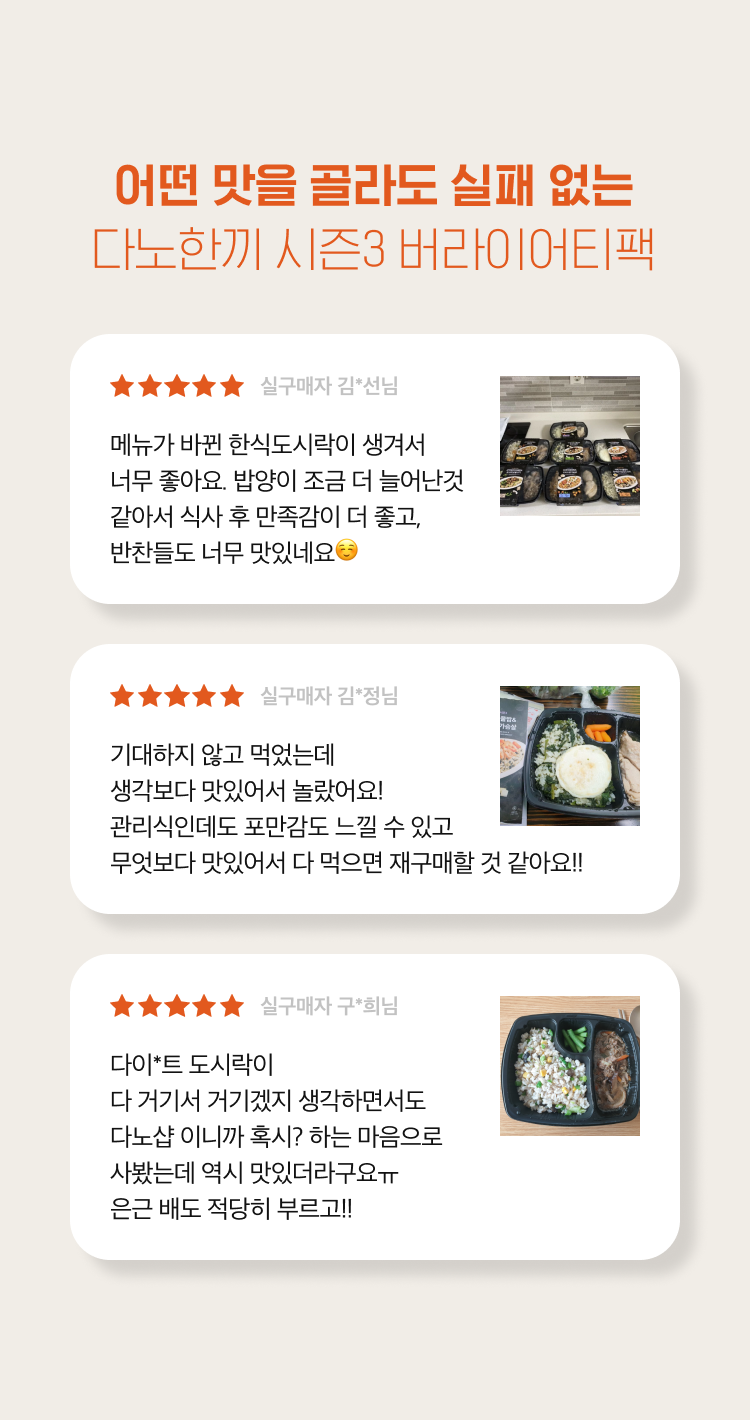 어떤 맛을 골라도 실패 없는
다노한끼 시즌3 버라이어티팩
★★★★★ 실구매자 김*선님
메뉴가 바뀐 한식도시락이 생겨서
너무 좋아요. 밥양이 조금 더 늘어난것
같아서 식사 후 만족감이 더 좋고,
반찬들도 너무 맛있네요☺️
★★★★★ 실구매자 김*정님
기대하지 않고 먹었는데
생각보다 맛있어서 놀랐어요!
관리식인데도 포만감도 느낄 수 있고
무엇보다 맛있어서 다 먹으면 재구매할 것 같아요!!
★★★★★ 실구매자 구*희님
다이*트 도시락이
다 거기서 거기겠지 생각하면서도
다노샵 이니까 혹시? 하는 마음으로
사봤는데 역시 맛있더라구요ㅠ
은근 배도 적당히 부르고!!